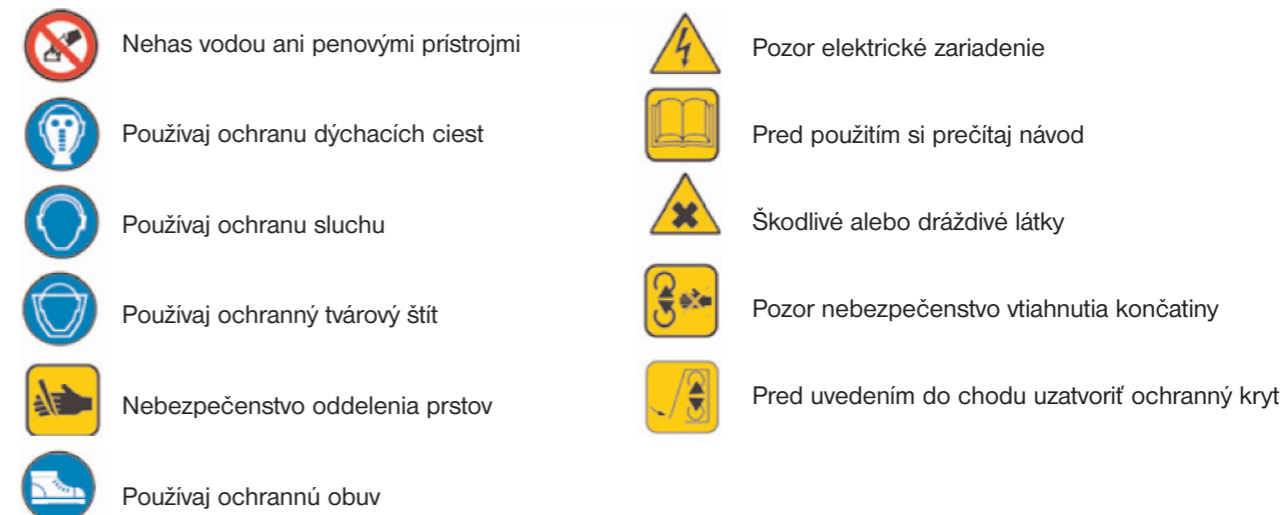 Nehas vodou ani penovými prístrojmi
Používaj ochranu dýchacích ciest
Používaj ochranu sluchu
Používaj ochranný tvárový štít
Nebezpečenstvo oddelenia prstov
Používaj ochrannú obuv
Pozor elektrické zariadenie
Pred použitím si prečítaj návod
Škodlivé alebo dráždivé látky
Pozor nebezpečenstvo vtiahnutia končatiny
Pred uvedením do chodu uzatvoriť ochranný kryt